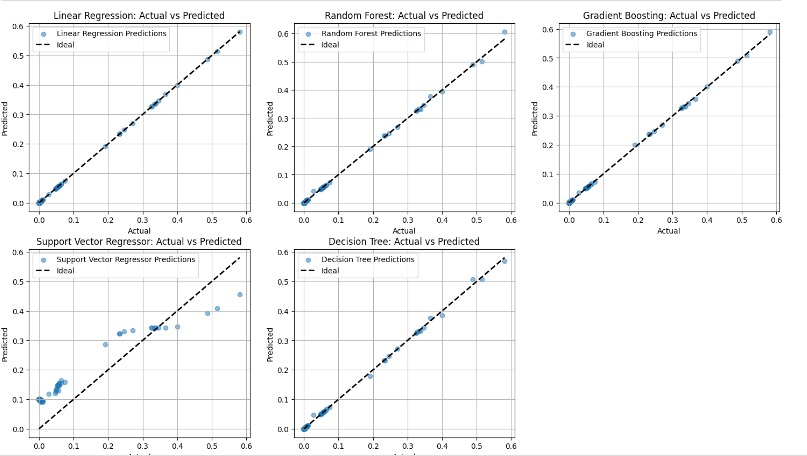 Linear Regression: Actual vs Predicted
Linear Regression Predictions
Ideal
Predicted
0.6
0.5
0.4
0.3
0.2
0.1
0.0
0.0 0.1 0.2 0.3 0.4 0.5 0.6
Actual
Random Forest: Actual vs Predicted
Random Forest Predictions
Ideal
Predicted
0.6
0.5
0.4
0.3
0.2
0.1
0.0
0.0 0.1 0.2 0.3 0.4 0.5 0.6
Actual
Gradient Boosting: Actual vs Predicted
Gradient Boosting Predictions
Ideal
Predicted
0.6
0.5
0.4
0.3
0.2
0.1
0.0
0.0 0.1 0.2 0.3 0.4 0.5 0.6
Actual
Support Vector Regressor: Actual vs Predicted
Support Vector Regressor Predictions
Ideal
Predicted
0.6
0.5
0.4
0.3
0.2
0.1
0.0
0.0 0.1 0.2 0.3 0.4 0.5 0.6
Decision Tree: Actual vs Predicted
Decision Tree Predictions
Ideal
Predicted
0.6
0.5
0.4
0.3
0.2
0.1
0.0
0.0 0.1 0.2 0.3 0.4 0.5 0.6